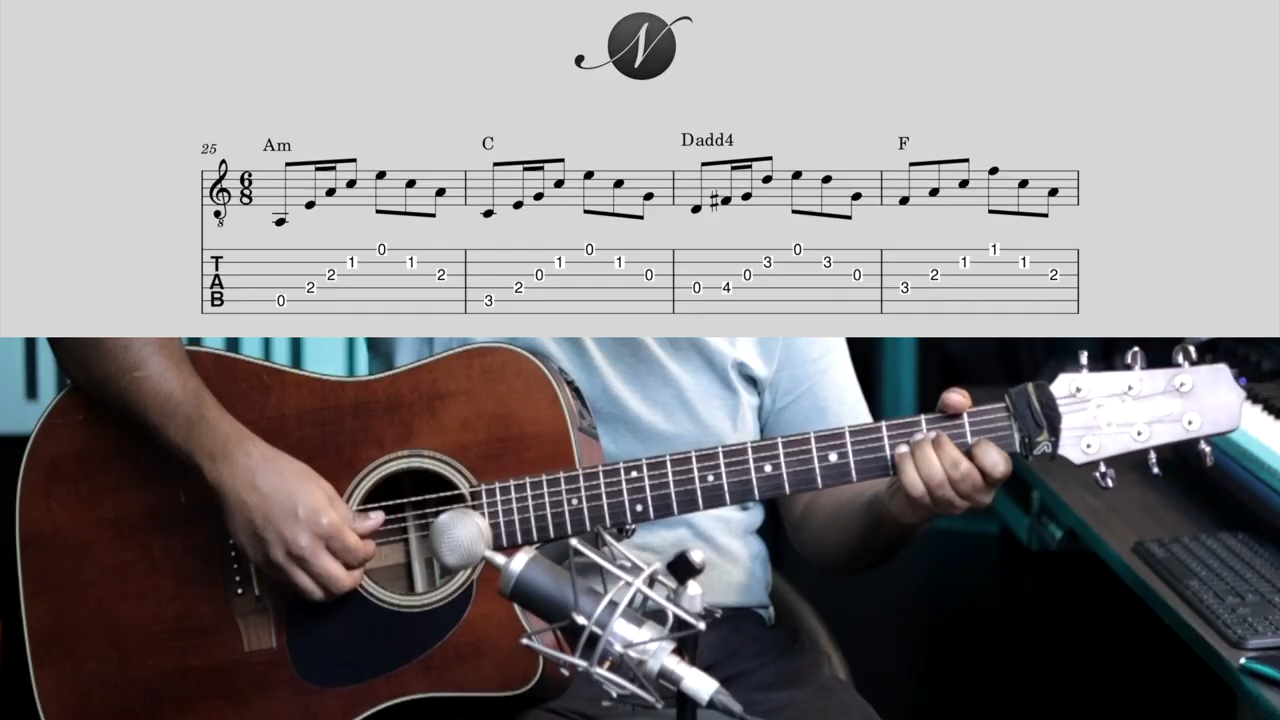 N
25 Am C Dadd4 F
6
8
8
0 0 0 1
1 1 1 1 3 3 1 1
T 2 2 0 0 0 0 2 2
A 2 2 0 4 3
B 0 3